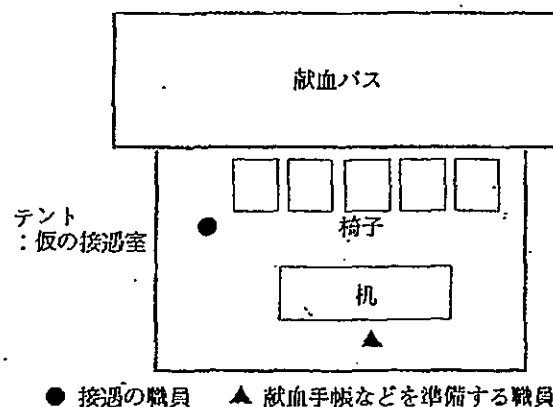 献血バス
テント
：仮の接遇室
椅子
机
● 接遇の職員 ▲ 献血手帳などを準備する職員